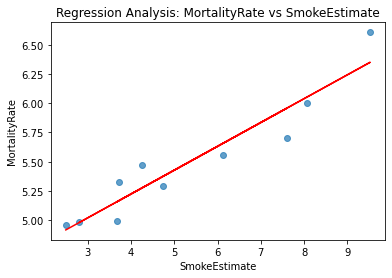 Regression Analysis: MortalityRate vs SmokeEstimate
6.50
6.25
6.00
5.75
5.50
5.25
5.00
MortalityRate
3 4 5 6 7 8 9
SmokeEstimate